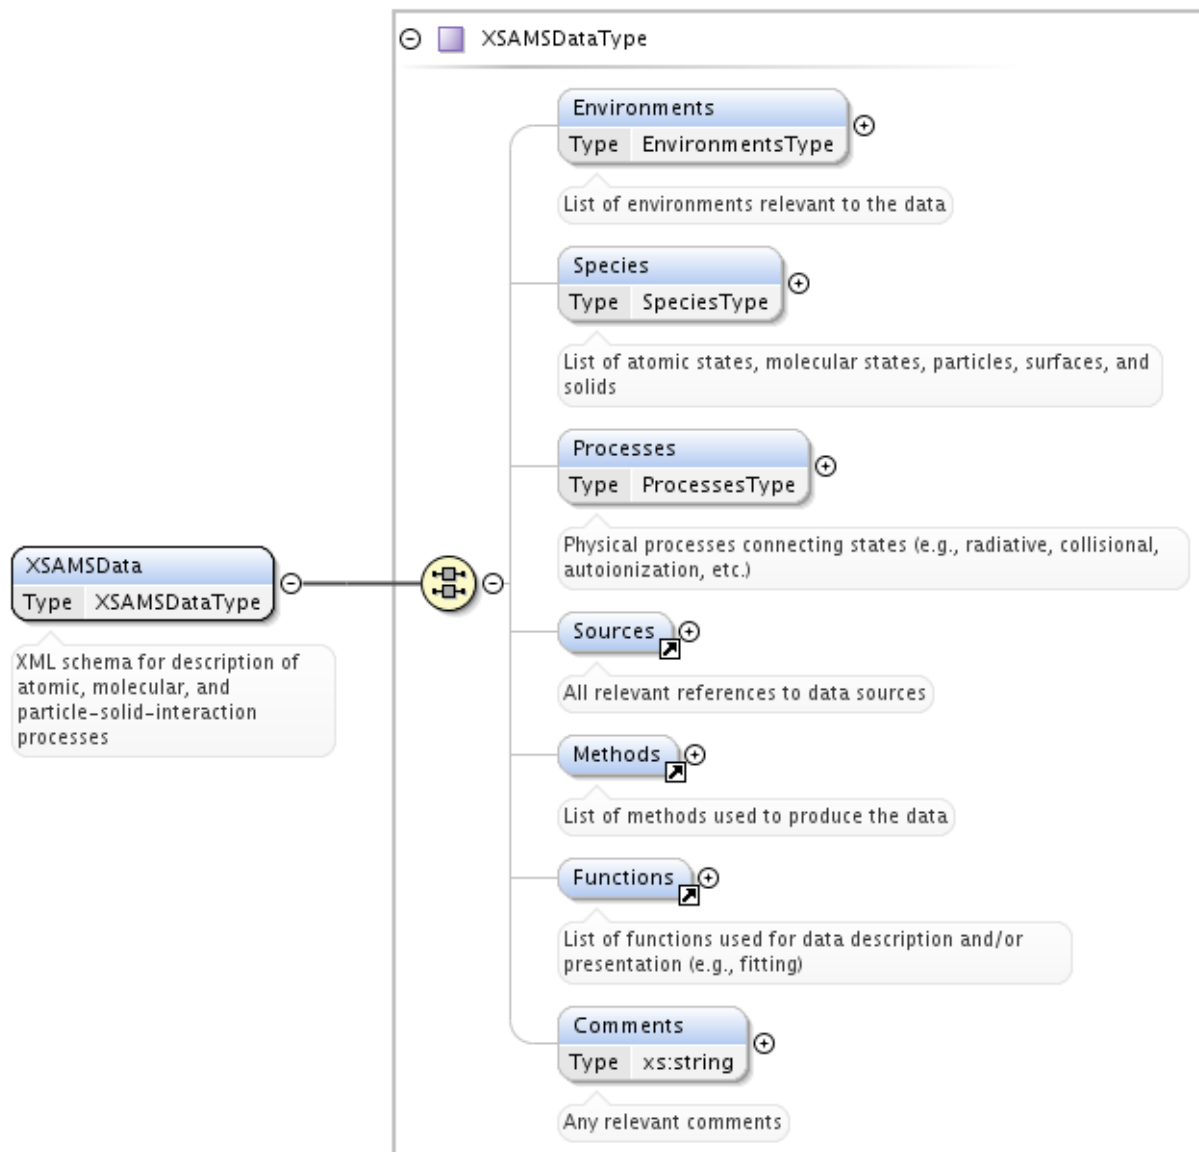 XSAMSDataType
Environments
Type EnvironmentsType
List of environments relevant to the data
Species
Type SpeciesType
List of atomic states, molecular states, particles, surfaces, and
solids
Processes
Type ProcessesType
Physical processes connecting states (e.g., radiative, collisional,
autoionization, etc.)
XSAMSData
Type XSAMSDataType
XML schema for description of
atomic, molecular, and
particle-solid-interaction
processes
Sources
All relevant references to data sources
Methods
List of methods used to produce the data
Functions
List of functions used for data description and/or
presentation (e.g., fitting)
Comments
Type xs:string
Any relevant comments